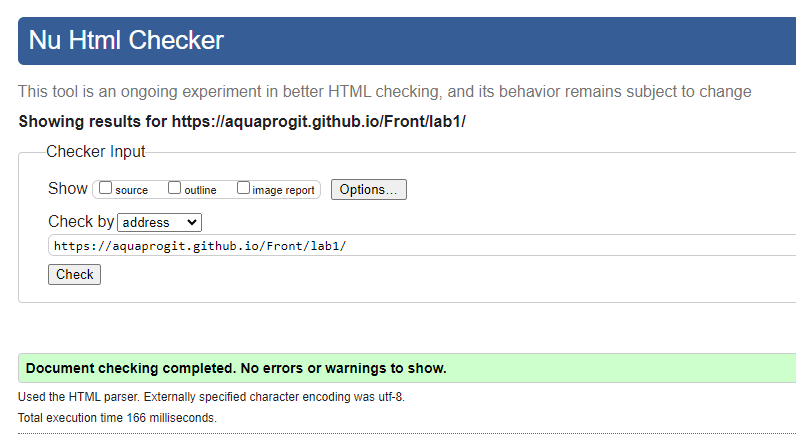 Nu Html Checker
This tool is an ongoing experiment in better HTML checking, and its behavior remains subject to change
Showing results for https://aquaprogit.github.io/Front/lab1/
Checker Input
Show source outline image report Options...
Check by address
https://aquaprogit.github.io/Front/lab1/
Check
Document checking completed. No errors or warnings to show.
Used the HTML parser. Externally specified character encoding was utf-8.
Total execution time 166 milliseconds.